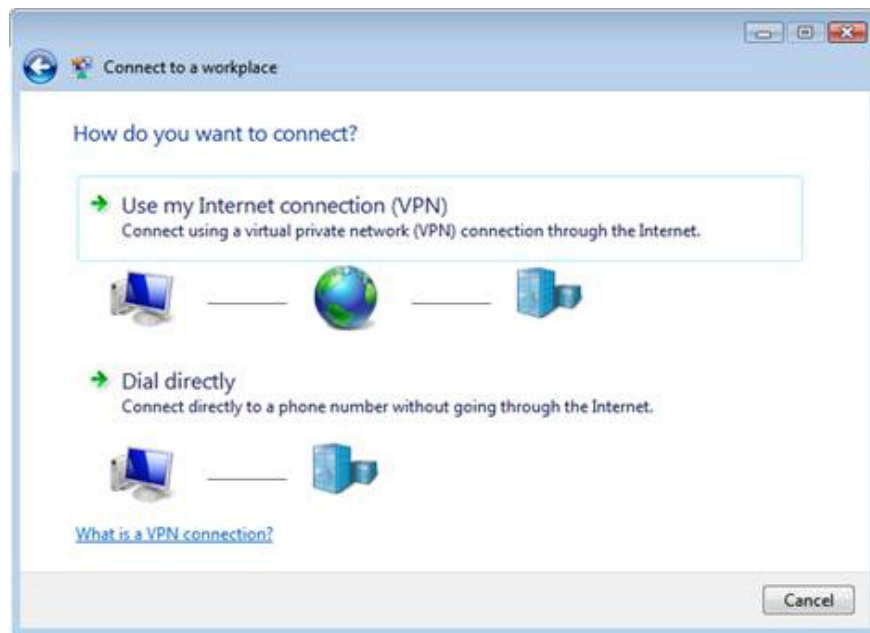 Connect to a workplace
How do you want to connect?
Use my Internet connection (VPN)
Connect using a virtual private network (VPN) connection through the Internet.
Dial directly
Connect directly to a phone number without going through the Internet.
What is a VPN connection?
Cancel